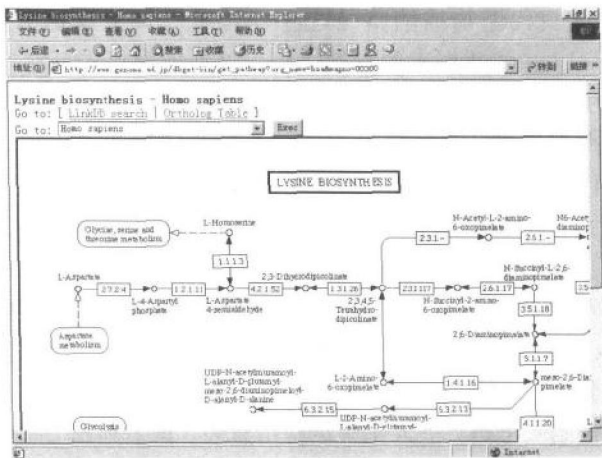 Lysine biosynthesis - Homo sapiens - Microsoft Internet Explorer
文件(F) 编辑(E) 查看(V) 收藏(A) 工具(T) 帮助(H)
后退 搜索 收藏 历史
地址(D) http://www.genome.ad.jp/dbget-bin/get_pathway?org_name=hsa&mapno=00300 转到 链接 »
Lysine biosynthesis - Homo sapiens
Go to: [ LinkDB search | Ortholog Table ]
Go to: Homo sapiens Exec
LYSINE BIOSYNTHESIS
Glycine, serine and
threonine metabolism
L-Homoserine
1.1.1.3
N-Acetyl-L-2-amino-
6-oxopimelate
N6-Acetyl
2.3.1.- 2.6.1.-
L-Aspartate
2.7.2.4
L-4-Aspartyl
phosphate
1.2.1.11
L-Aspartate
4-semialdehyde
4.2.1.52
2,3-Dihydrodipicolinate
1.3.1.26
2,3,4,5-
Tetrahydro-
dipicolinate
2.3.1.117
N-Succinyl-2-amino-
6-oxopimelate
2.6.1.17
N-Succinyl-L-2,6-
diaminopimelate
3.5.1.18
2,6-Diaminopimelate
5.1.1.7
Aspartate
metabolism
UDP-N-acetylmuramoyl-
L-alanyl-D-glutamyl-
meso-2,6-diaminopimeloyl-
D-alanyl-D-alanine
L-2-Amino-
6-oxopimelate
1.4.1.16
meso-2,6-Dia
pimelate
6.3.2.15
UDP-N-acetylmuramoyl-
L-alanyl-D-glutamyl-
6.3.2.13
4.1.1.20
Glycolysis
Internet